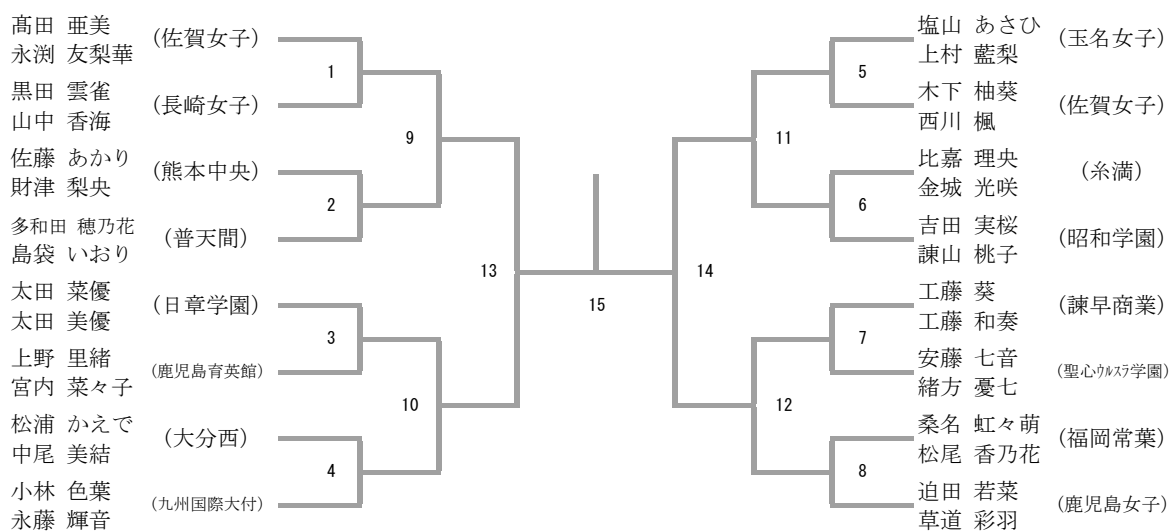 髙田 亜美
永渕 友梨華
(佐賀女子)
1
黒田 雲雀
山中 香海
(長崎女子)
9
佐藤 あかり
財津 梨央
(熊本中央)
2
多和田 穂乃花
島袋 いおり
(普天間)
13
太田 菜優
太田 美優
(日章学園)
3
上野 里緒
宮内 菜々子
(鹿児島育英館)
10
松浦 かえで
中尾 美結
(大分西)
4
小林 色葉
永藤 輝音
(九州国際大付)
15
塩山 あさひ
上村 藍梨
(玉名女子)
5
木下 柚葵
西川 楓
(佐賀女子)
11
比嘉 理央
金城 光咲
(糸満)
6
吉田 実桜
諫山 桃子
(昭和学園)
14
工藤 葵
工藤 和奏
(諫早商業)
7
安藤 七音
緒方 憂七
(聖心ｳﾙｽﾗ学園)
12
桑名 虹々萌
松尾 香乃花
(福岡常葉)
8
迫田 若菜
草道 彩羽
(鹿児島女子)